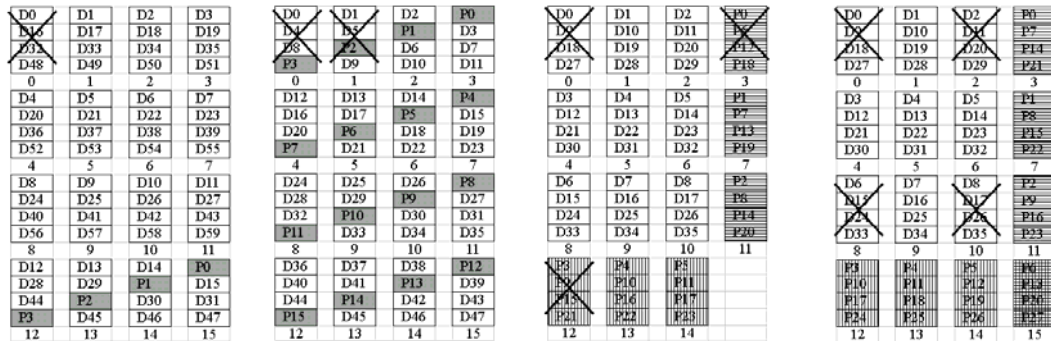 D0 D1 D2 D3
D16 D17 D18 D19
D32 D33 D34 D35
D48 D49 D50 D51
0 1 2 3
D4 D5 D6 D7
D20 D21 D22 D23
D36 D37 D38 D39
D52 D53 D54 D55
4 5 6 7
D8 D9 D10 D11
D24 D25 D26 D27
D40 D41 D42 D43
D56 D57 D58 D59
8 9 10 11
D12 D13 D14 P0
D28 D29 P1 D15
D44 P2 D30 D31
P3 D45 D46 D47
12 13 14 15
D0 D1 D2 P0
D4 D5 P1 D3
D8 P2 D6 D7
P3 D9 D10 D11
0 1 2 3
D12 D13 D14 P4
D16 D17 P5 D15
D20 P6 D18 D19
P7 D21 D22 D23
4 5 6 7
D24 D25 D26 P8
D28 D29 P9 D27
D32 P10 D30 D31
P11 D33 D34 D35
8 9 10 11
D36 D37 D38 P12
D40 D41 P13 D39
D44 P14 D42 D43
P15 D45 D46 D47
12 13 14 15
D0 D1 D2 P0
D9 D10 D11 P6
D18 D19 D20 P12
D27 D28 D29 P18
0 1 2 3
D3 D4 D5 P1
D12 D13 D14 P7
D21 D22 D23 P13
D30 D31 D32 P19
4 5 6 7
D6 D7 D8 P2
D15 D16 D17 P8
D24 D25 D26 P14
D33 D34 D35 P20
8 9 10 11
P3 P4 P5
P9 P10 P11
P15 P16 P17
P21 P22 P23
12 13 14
D0 D1 D2 P0
D9 D10 D11 P7
D18 D19 D20 P14
D27 D28 D29 P21
0 1 2 3
D3 D4 D5 P1
D12 D13 D14 P8
D21 D22 D23 P15
D30 D31 D32 P22
4 5 6 7
D6 D7 D8 P2
D15 D16 D17 P9
D24 D25 D26 P16
D33 D34 D35 P23
8 9 10 11
P3 P4 P5 P6
P10 P11 P12 P13
P17 P18 P19 P20
P24 P25 P26 P27
12 13 14 15